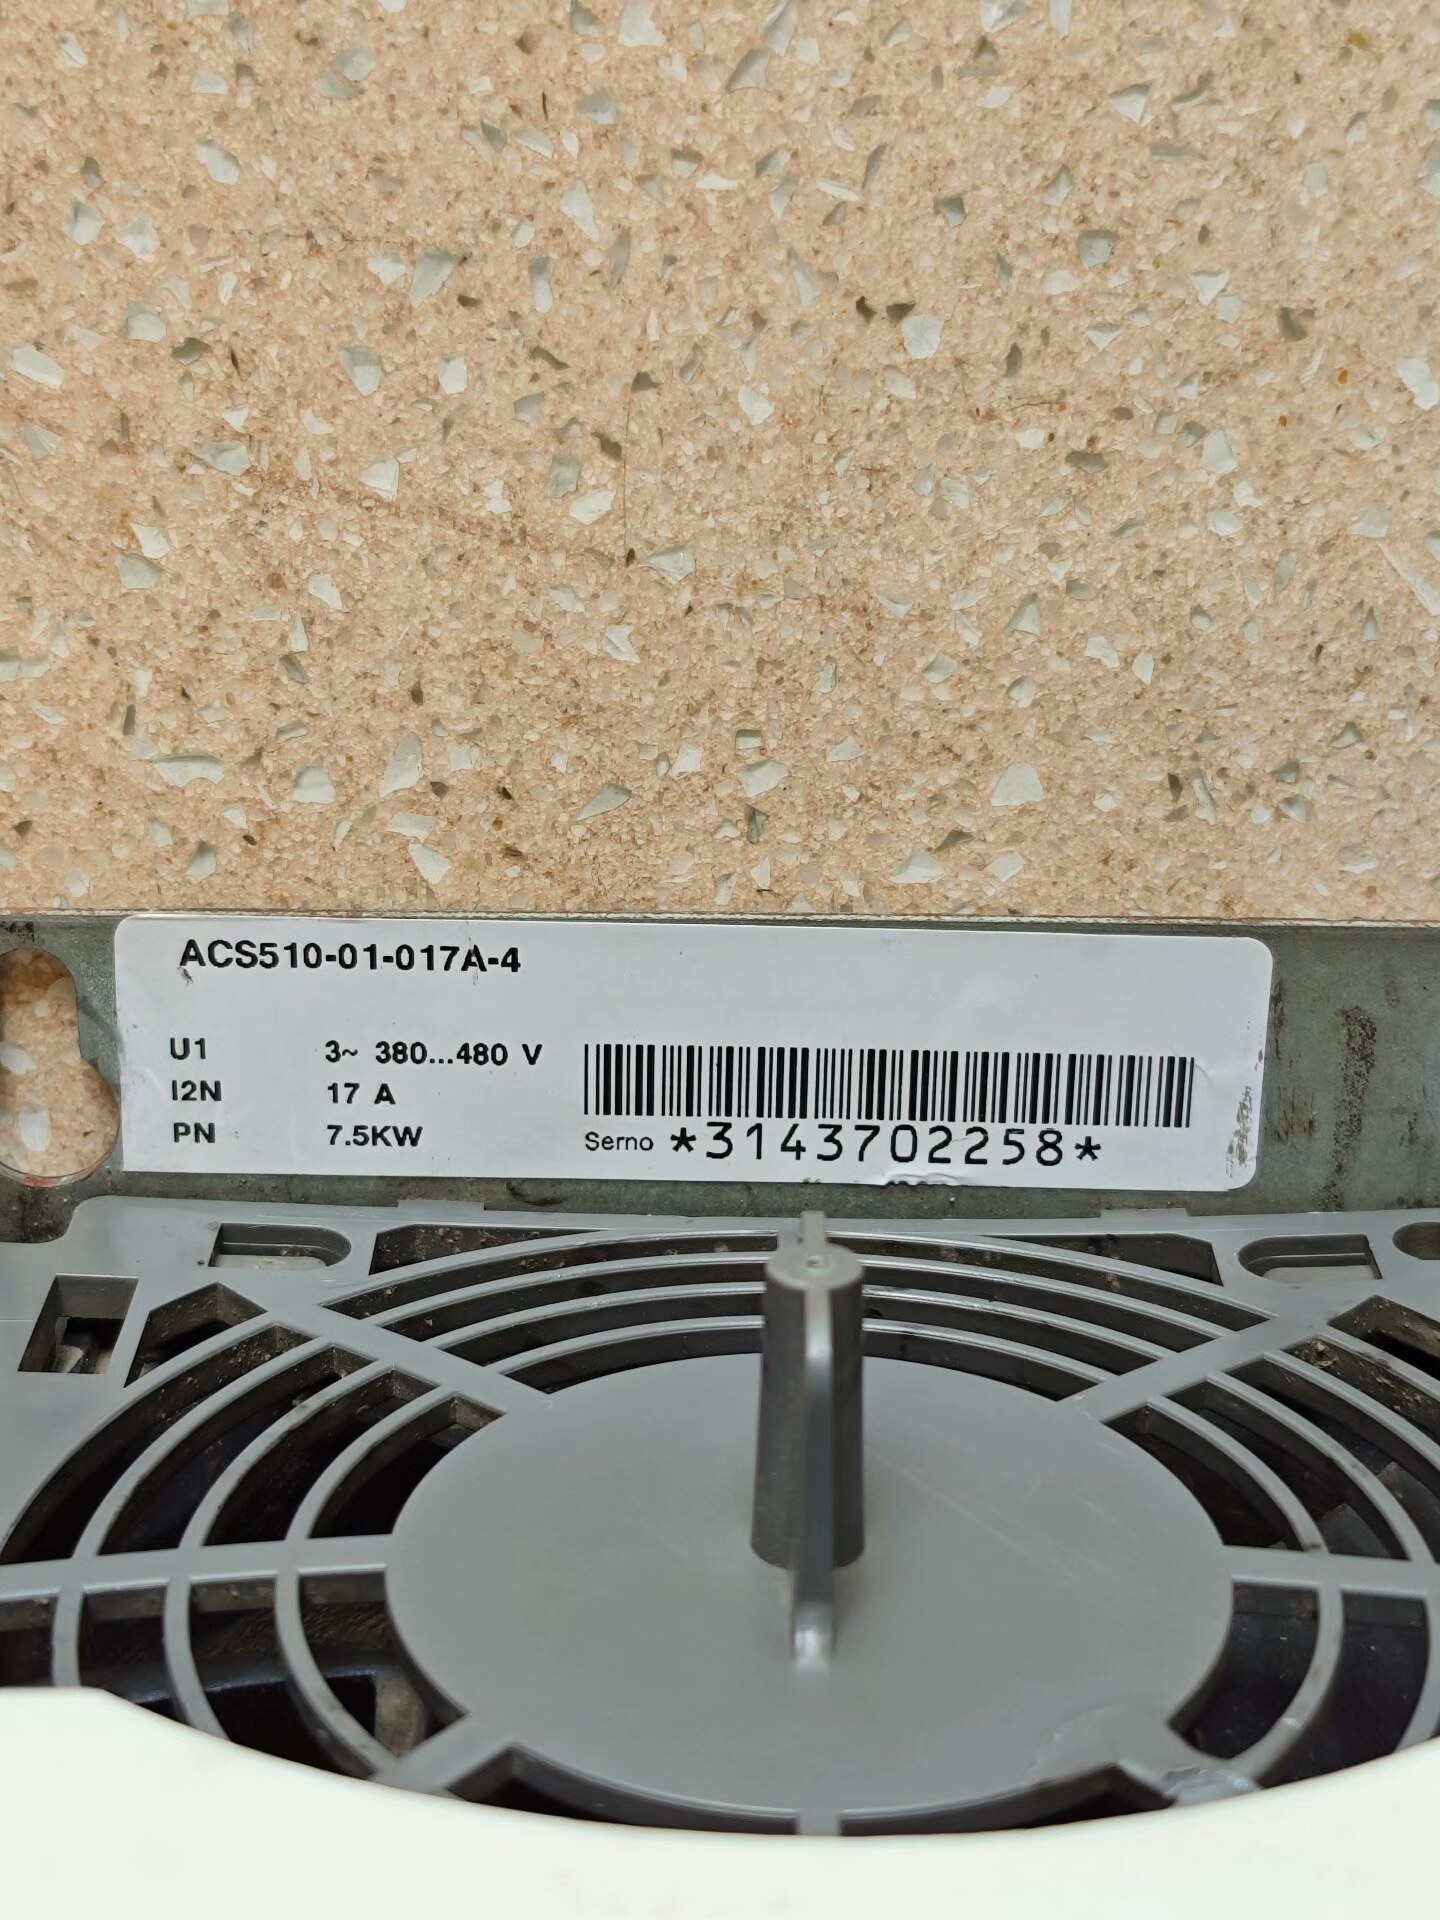 ACS510-01-017A-4
U1 3~ 380...480 V
I2N 17 A
PN 7.5KW
Serno *3143702258*